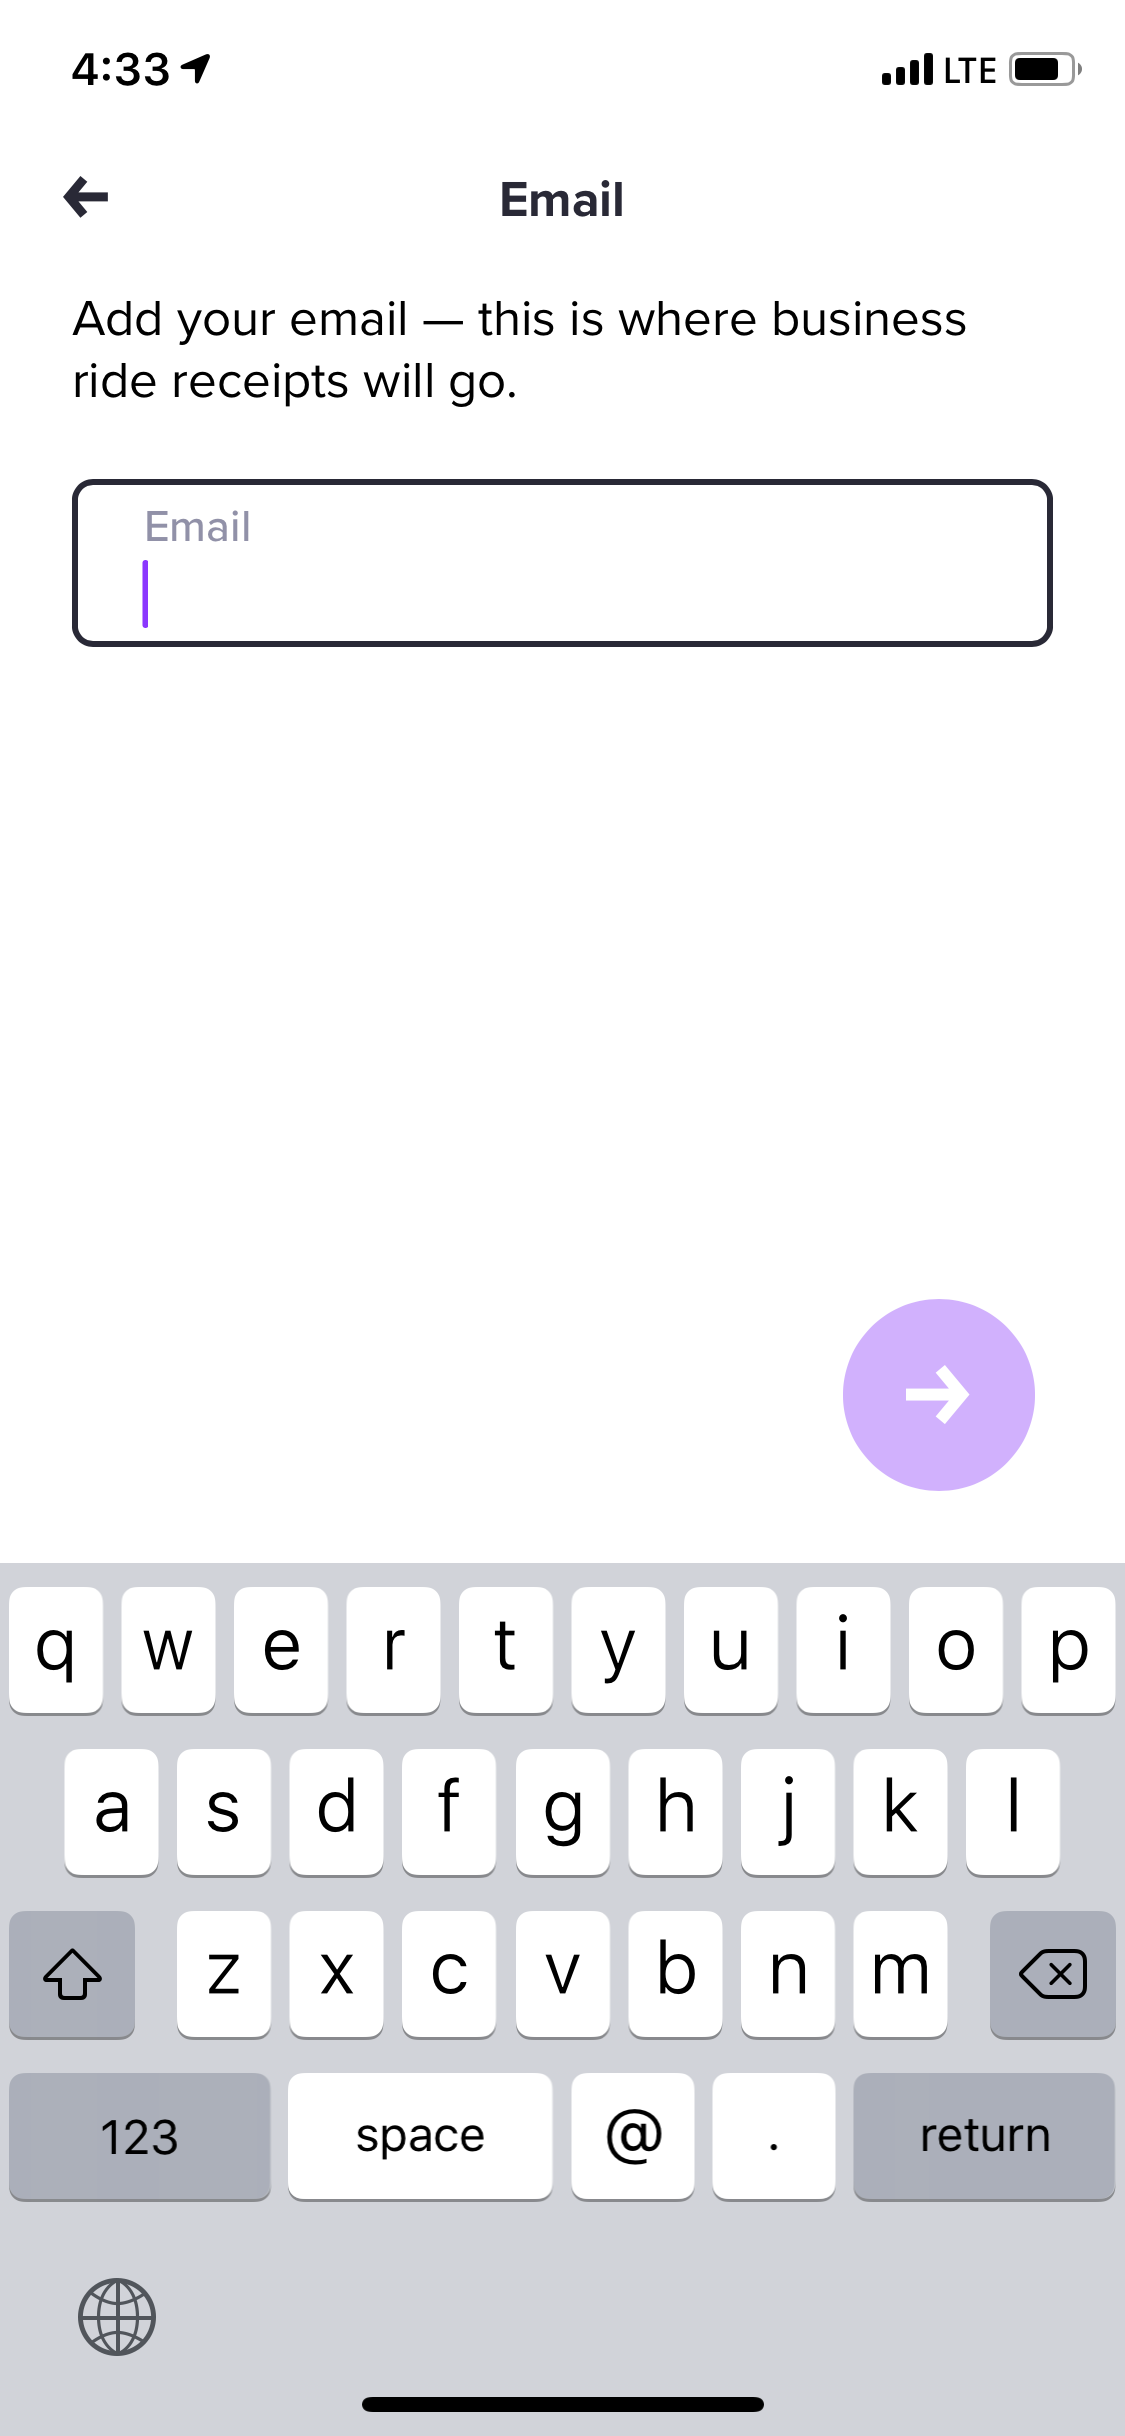 4:33
LTE
Email
Add your email — this is where business
ride receipts will go.
Email
q w e r t y u i o p
a s d f g h j k l
z x c v b n m
123 space @ . return